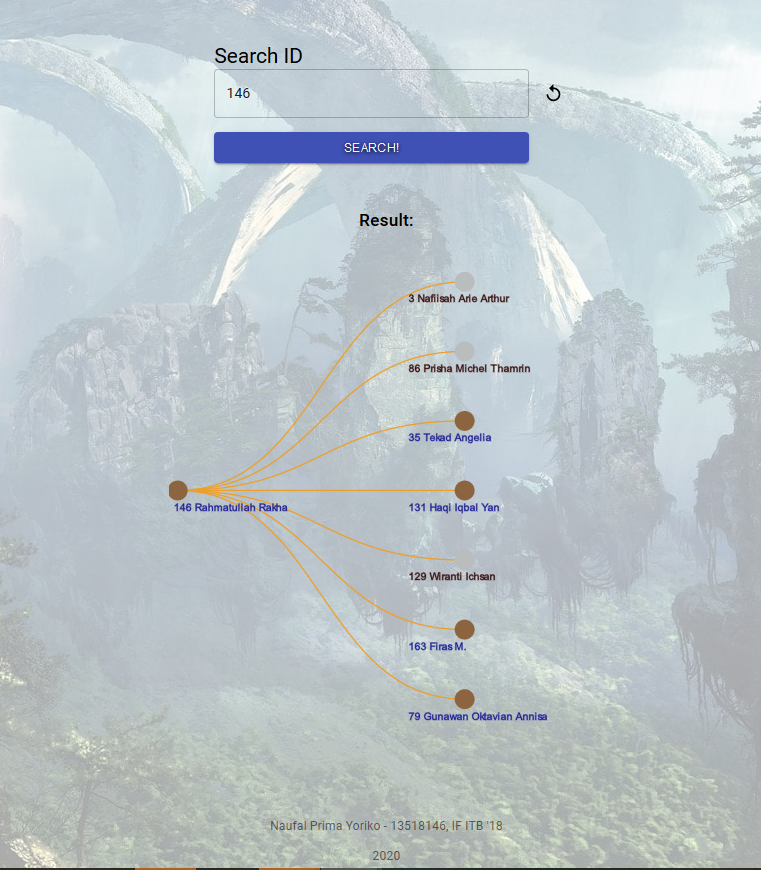 Search ID
146
SEARCH!
Result:
3 Nafiisah Arie Arthur
86 Prisha Michel Thamrin
35 Tekad Angelia
146 Rahmatullah Rakha
131 Haqi Iqbal Yan
129 Wiranti Ichsan
163 Firas M.
79 Gunawan Oktavian Annisa
Naufal Prima Yoriko - 13518146, IF ITB '18
2020